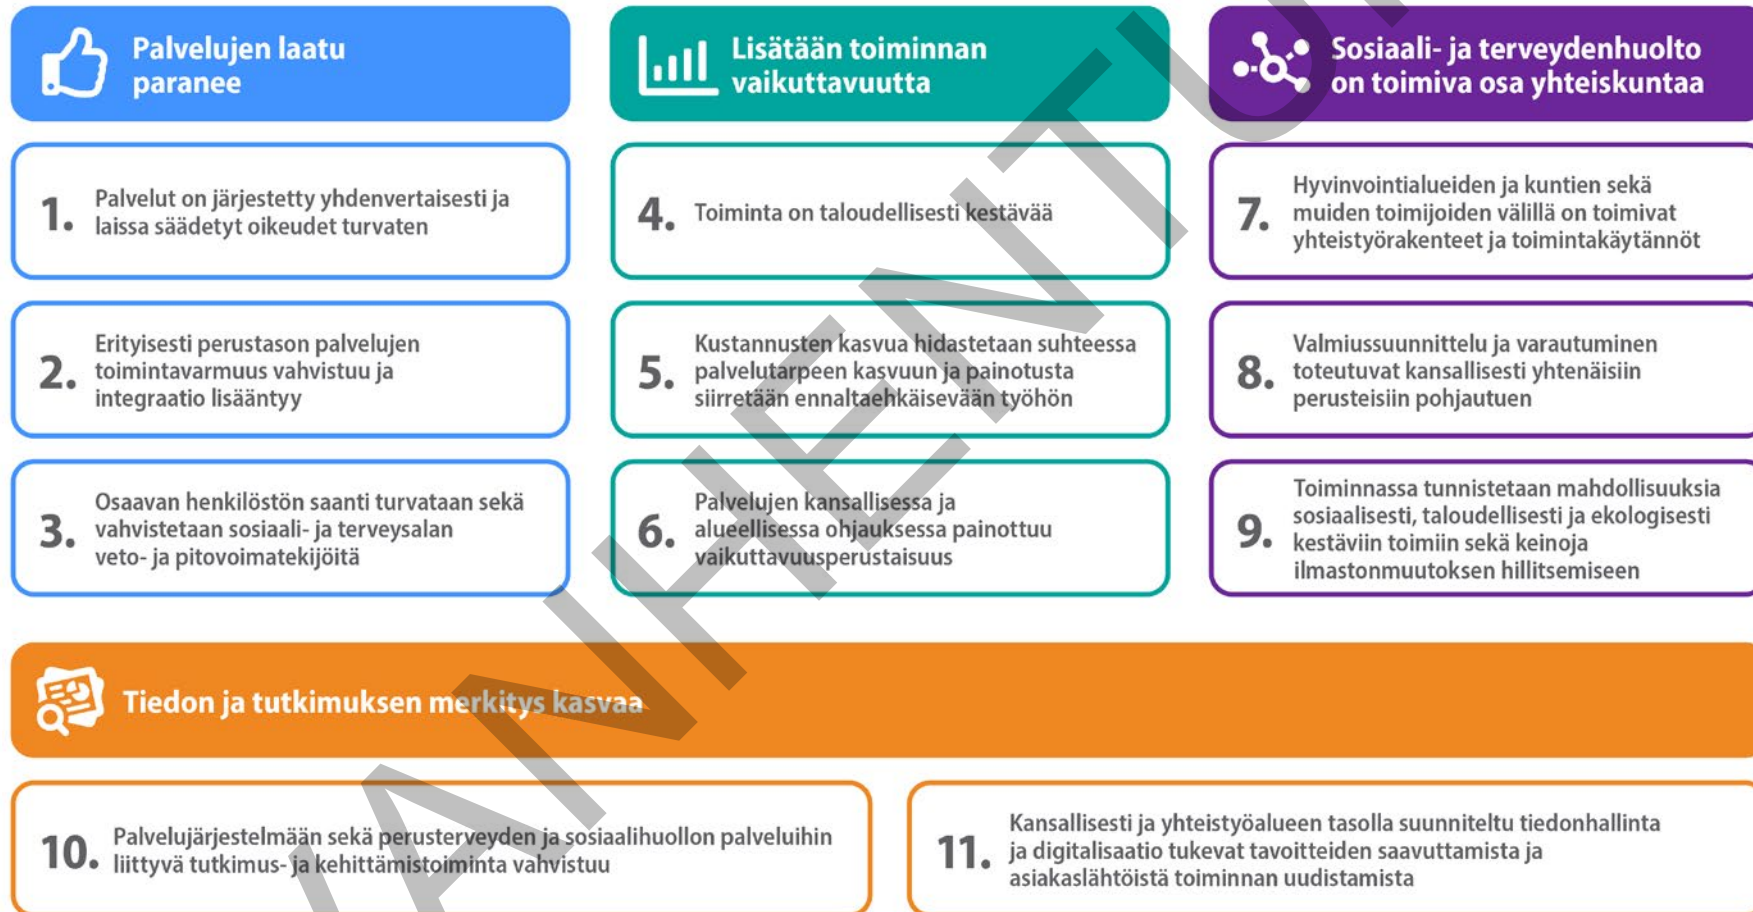 Palvelujen laatu
paranee
1. Palvelut on järjestetty yhdenvertaisesti ja
laissa säädetyt oikeudet turvaten
2. Erityisesti perustason palvelujen
toimintavarmuus vahvistuu ja
integraatio lisääntyy
3. Osaavan henkilöstön saanti turvataan sekä
vahvistetaan sosiaali- ja terveysalan
veto- ja pitovoimatekijöitä
Lisätään toiminnan
vaikuttavuutta
4. Toiminta on taloudellisesti kestävää
5. Kustannusten kasvua hidastetaan suhteessa
palvelutarpeen kasvuun ja painotusta
siirretään ennaltaehkäisevään työhön
6. Palvelujen kansallisessa ja
alueellisessa ohjauksessa painottuu
vaikuttavuusperustaisuus
Sosiaali- ja terveydenhuolto
on toimiva osa yhteiskuntaa
7. Hyvinvointialueiden ja kuntien sekä
muiden toimijoiden välillä on toimivat
yhteistyörakenteet ja toimintakäytännöt
8. Valmiussuunnittelu ja varautuminen
toteutuvat kansallisesti yhtenäisiin
perusteisiin pohjautuen
9. Toiminnassa tunnistetaan mahdollisuuksia
sosiaalisesti, taloudellisesti ja ekologisesti
kestäviin toimiin sekä keinoja
ilmastonmuutoksen hillitsemiseen
Tiedon ja tutkimuksen merkitys kasvaa
10. Palvelujärjestelmään sekä perusterveyden ja sosiaalihuollon palveluihin
liittyvä tutkimus- ja kehittämistoiminta vahvistuu
11. Kansallisesti ja yhteistyöalueen tasolla suunniteltu tiedonhallinta
ja digitalisaatio tukevat tavoitteiden saavuttamista ja
asiakaslähtöistä toiminnan uudistamista